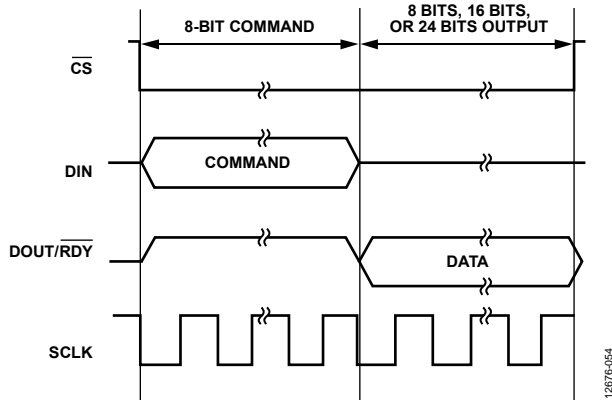 8-BIT COMMAND
8 BITS, 16 BITS,
OR 24 BITS OUTPUT
CS
DIN
COMMAND
DOUT/RDY
DATA
SCLK
12676-054